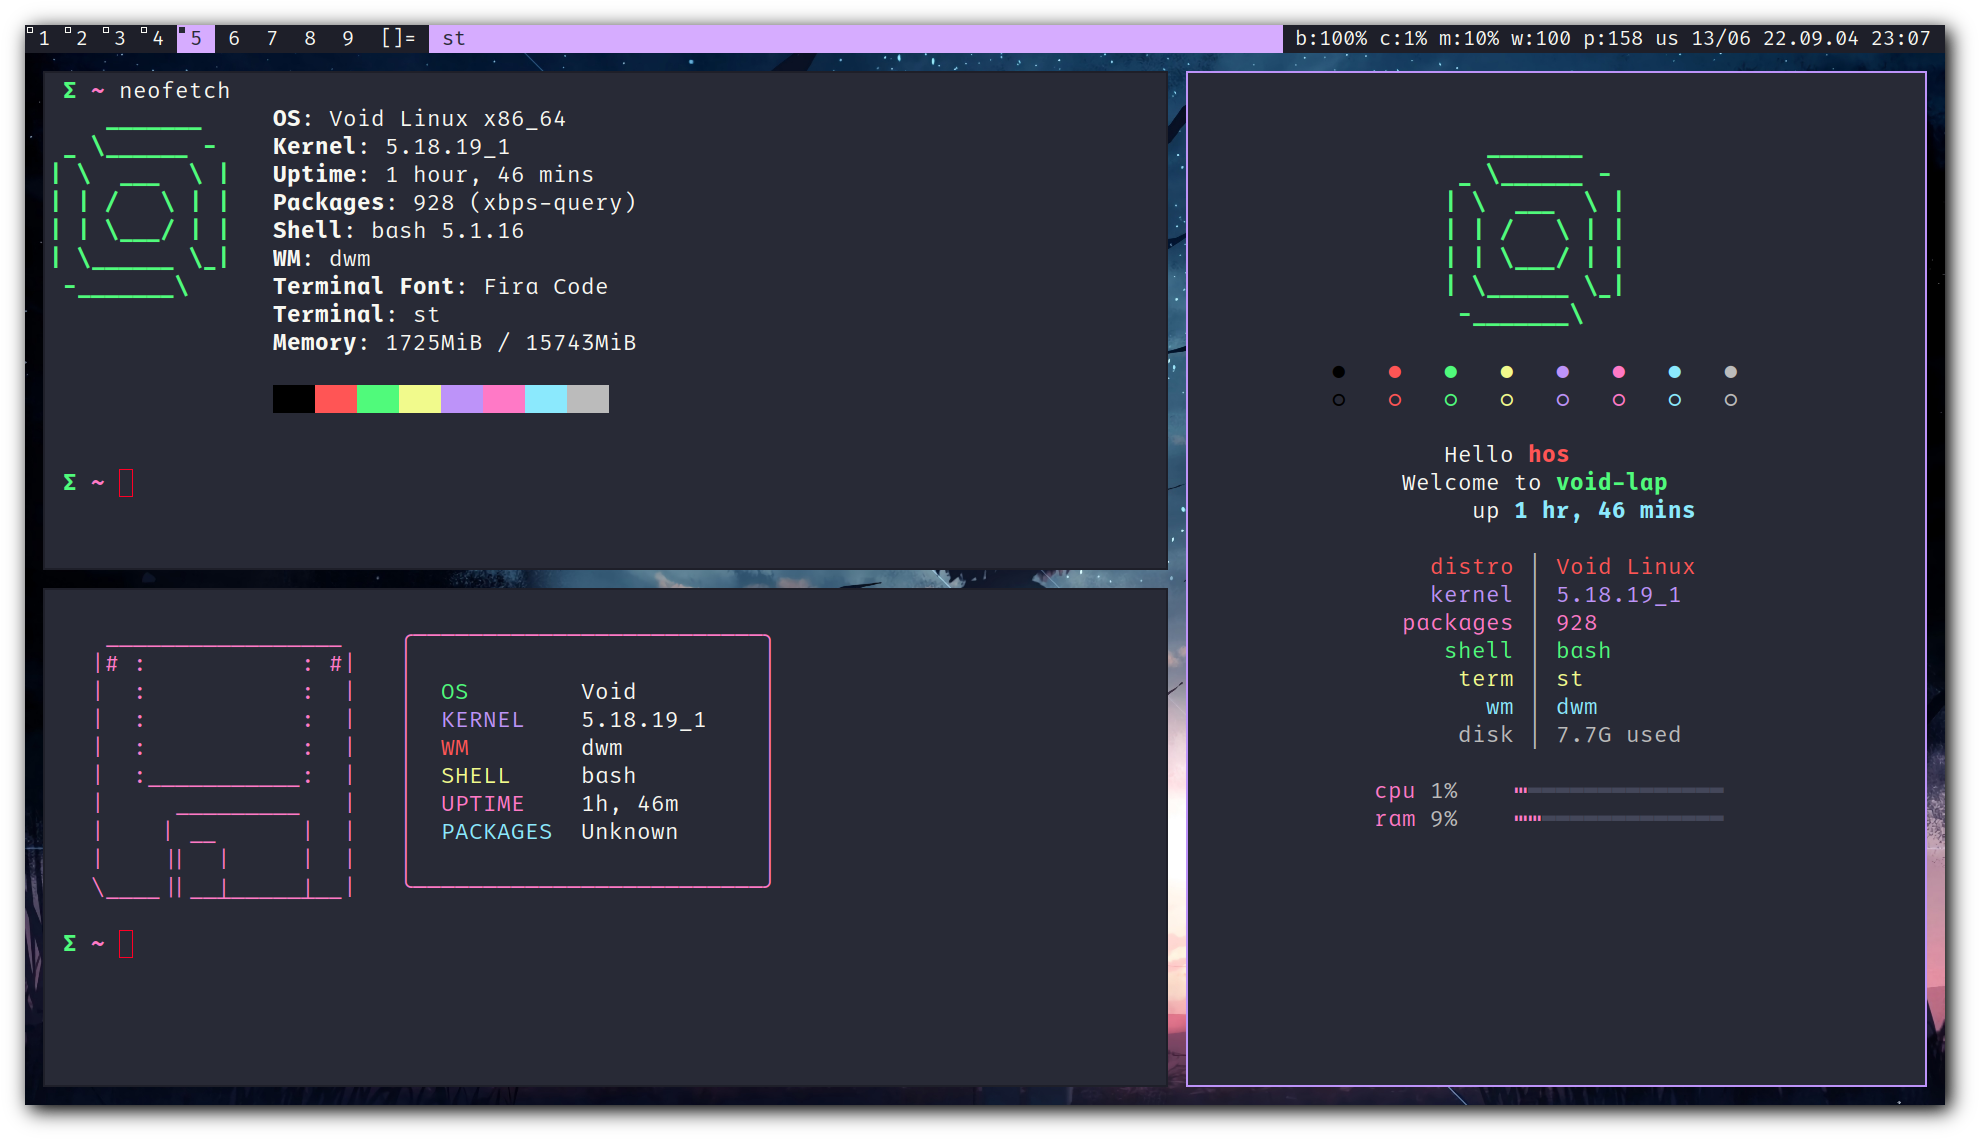 1 2 3 4 5 6 7 8 9 []= st b:100% c:1% m:10% w:100 p:158 us 13/06 22.09.04 23:07
Σ ~ neofetch
OS: Void Linux x86_64
Kernel: 5.18.19_1
Uptime: 1 hour, 46 mins
Packages: 928 (xbps-query)
Shell: bash 5.1.16
WM: dwm
Terminal Font: Fira Code
Terminal: st
Memory: 1725MiB / 15743MiB
Σ ~
# : : #
OS Void
KERNEL 5.18.19_1
WM dwm
SHELL bash
UPTIME 1h, 46m
PACKAGES Unknown
Σ ~
Hello hos
Welcome to void-lap
up 1 hr, 46 mins
distro Void Linux
kernel 5.18.19_1
packages 928
shell bash
term st
wm dwm
disk 7.7G used
cpu 1%
ram 9%